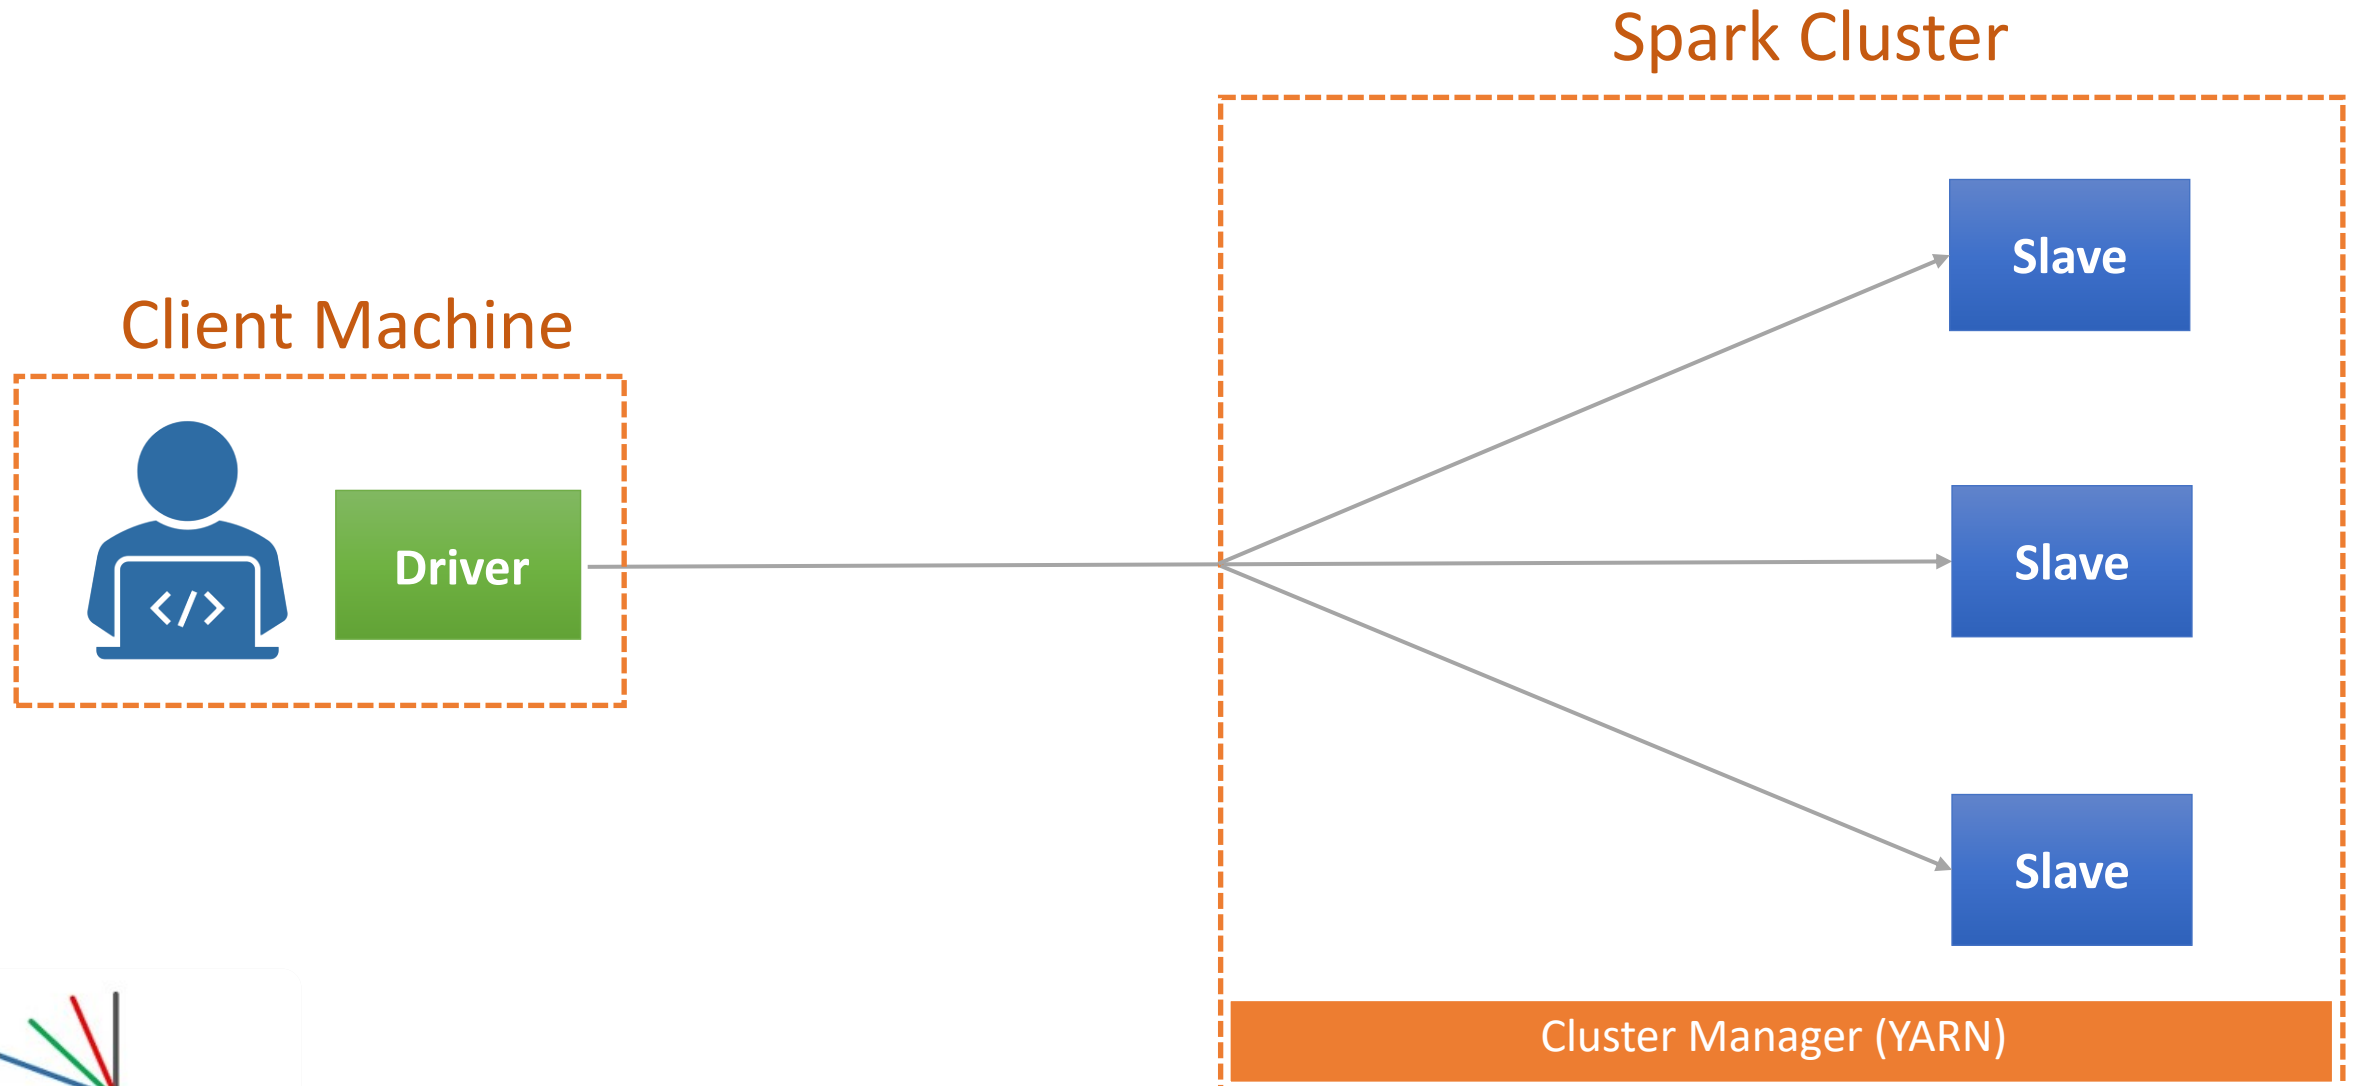 Spark Cluster
Client Machine
Driver
</>
Slave
Slave
Slave
Cluster Manager (YARN)